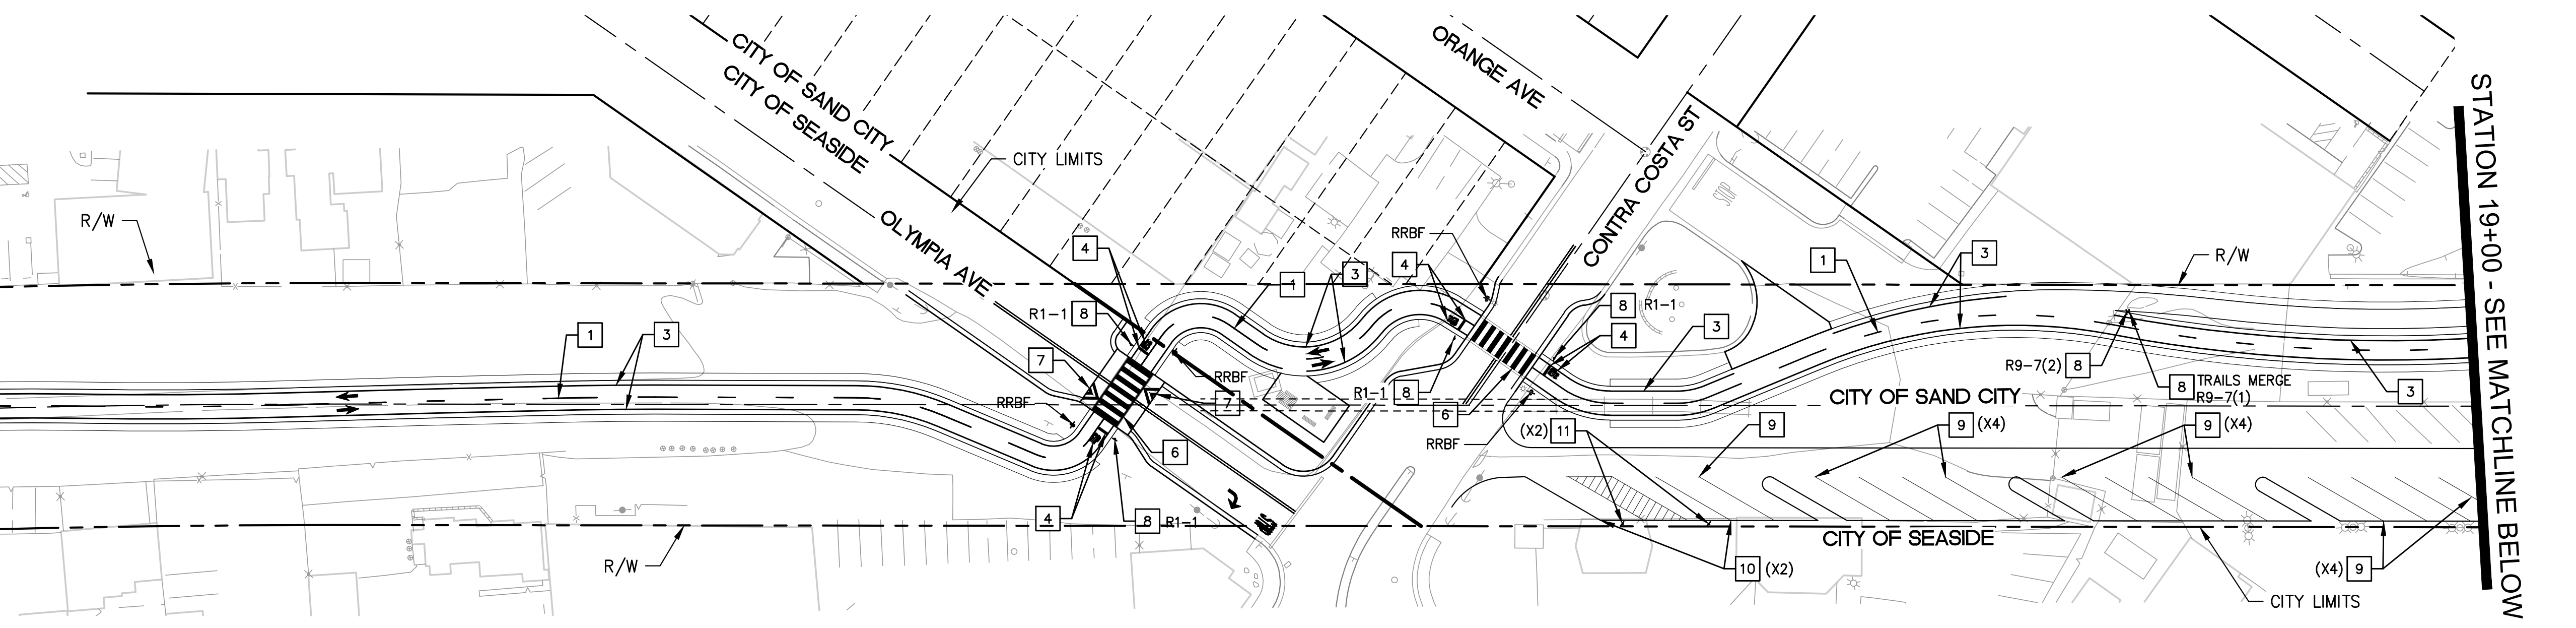 CITY OF SAND CITY
CITY OF SEASIDE
ORANGE AVE
CITY LIMITS
CONTRA COSTA ST
OLYMPIA AVE
R/W
R/W
R/W
STATION 19+00 - SEE MATCHLINE BELOW
4
RRBF
4
1
3
1
3
R1-1 8
8 R1-1
1
3
7
RRBF
4
3
R9-7(2) 8
8 TRAILS MERGE
R9-7(1)
3
RRBF
7
R1-1 8
6
CITY OF SAND CITY
RRBF
(X2) 11
9
9 (X4)
9 (X4)
6
4
8 R1-1
STOP
STOP
CITY OF SEASIDE
10 (X2)
(X4) 9
CITY LIMITS